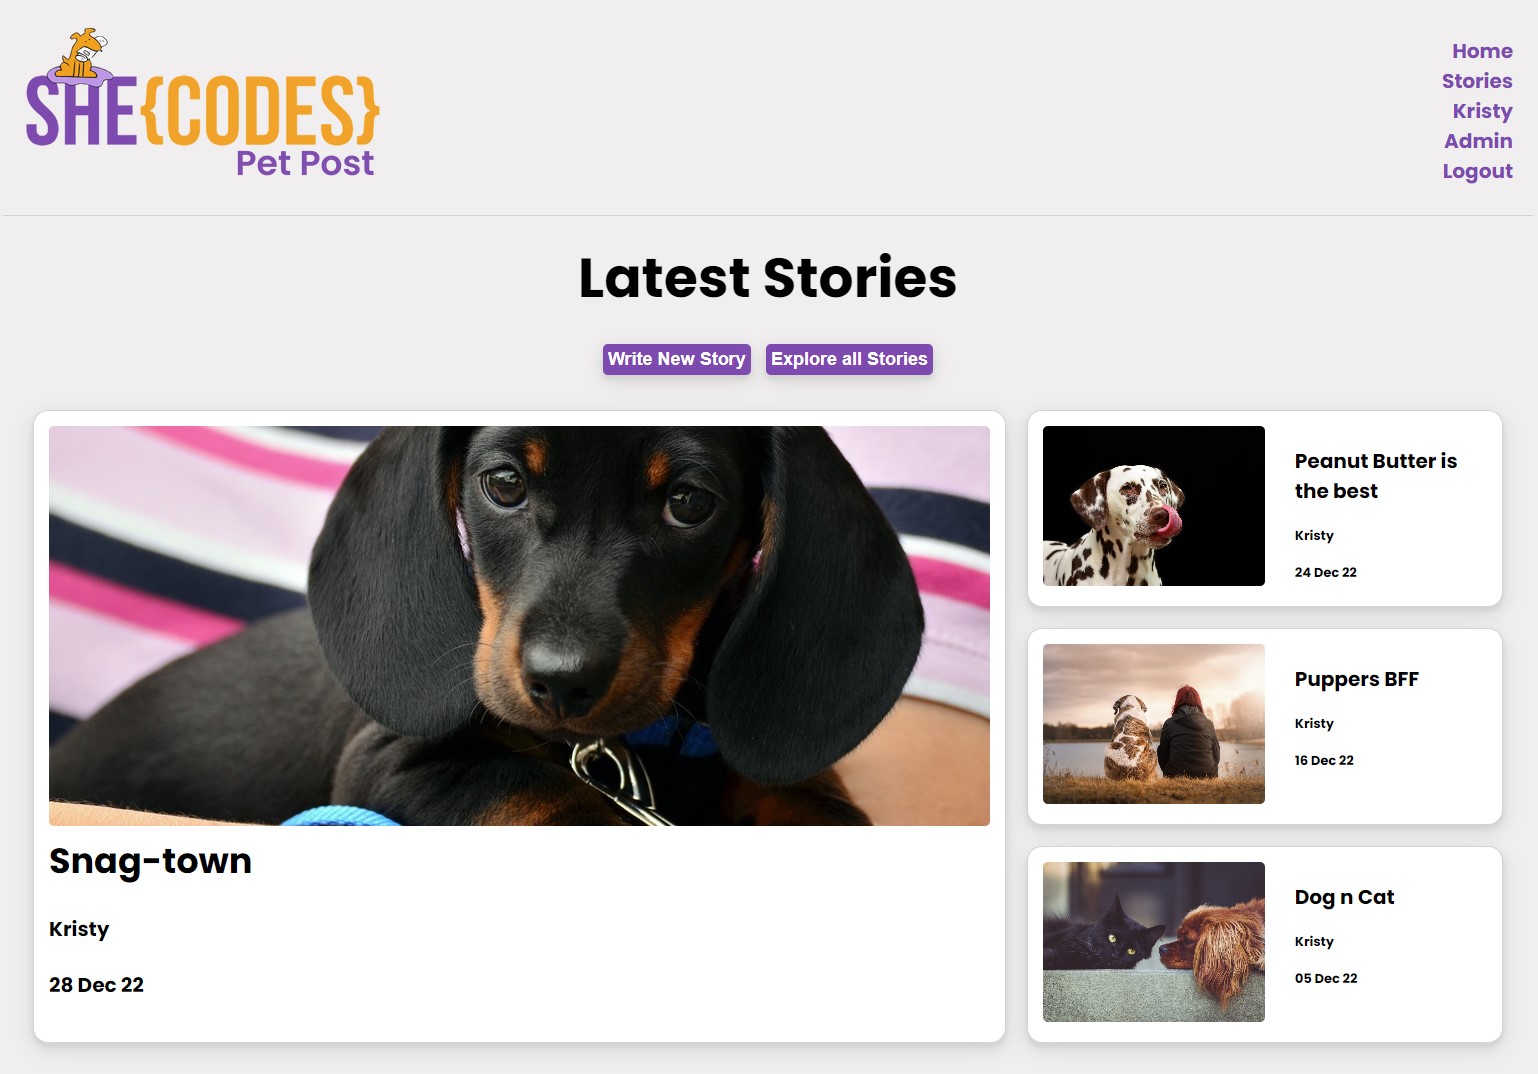 SHE{CODES}
Pet Post
Home
Stories
Kristy
Admin
Logout
Latest Stories
Write New Story
Explore all Stories
Snag-town
Kristy
28 Dec 22
Peanut Butter is
the best
Kristy
24 Dec 22
Puppers BFF
Kristy
16 Dec 22
Dog n Cat
Kristy
05 Dec 22